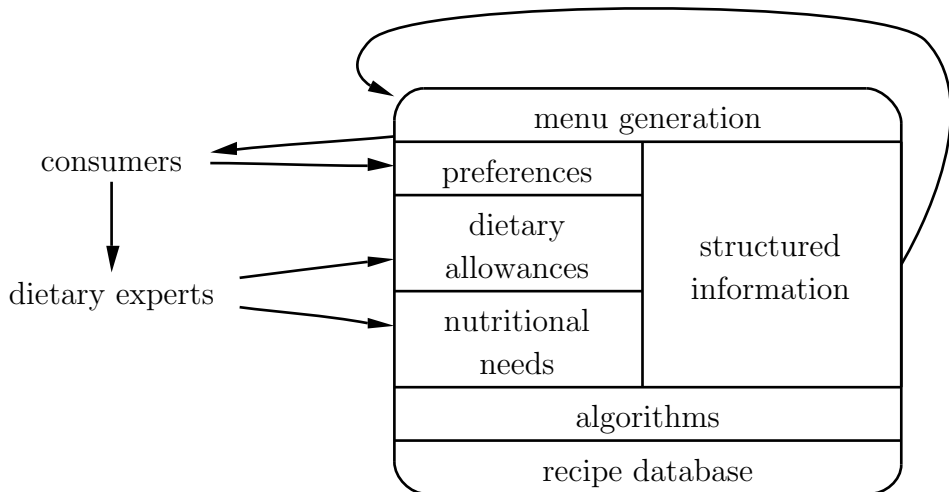 menu generation
consumers
preferences
dietary
allowances
structured
information
dietary experts
nutritional
needs
algorithms
recipe database